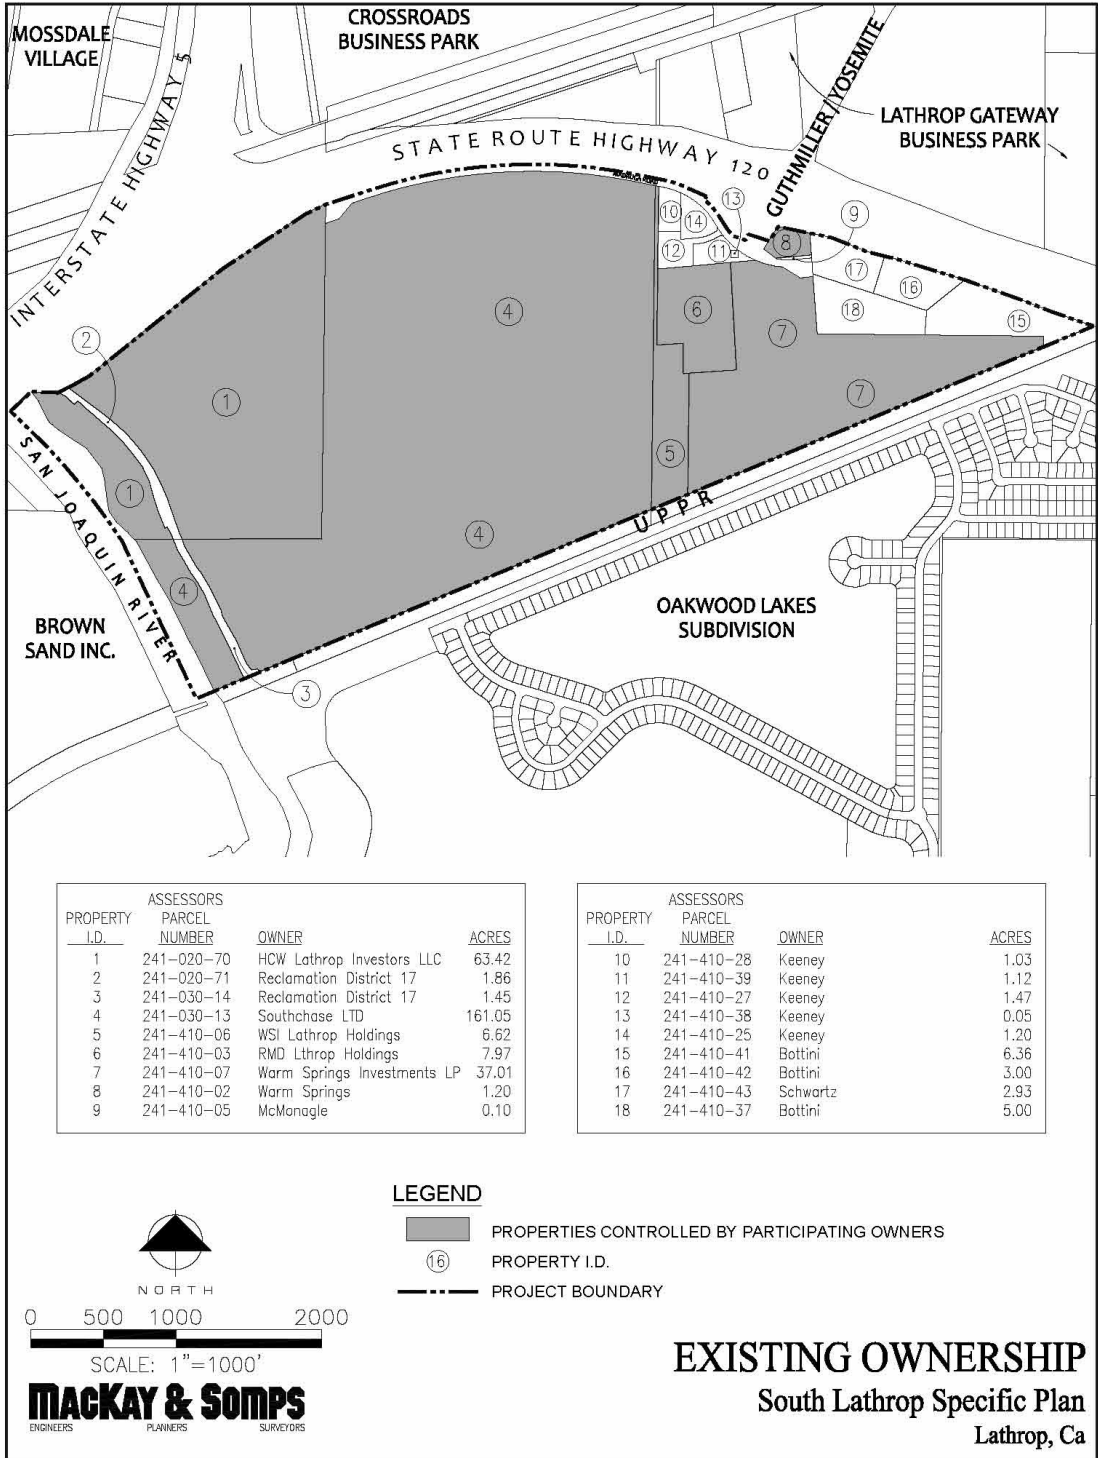 MOSSDALE
VILLAGE
CROSSROADS
BUSINESS PARK
INTERSTATE HIGHWAY 5
STATE ROUTE HIGHWAY 120
GUTHMILLER / YOSEMITE
LATHROP GATEWAY
BUSINESS PARK
10
14
13
9
12
11
8
17
16
2
4
6
18
15
7
1
7
5
1
4
4
3
SAN JOAQUIN RIVER
UPPR
BROWN
SAND INC.
OAKWOOD LAKES
SUBDIVISION
ASSESSORS
PROPERTY PARCEL
I.D. NUMBER OWNER ACRES
1 241-020-70 HCW Lathrop Investors LLC 63.42
2 241-020-71 Reclamation District 17 1.86
3 241-030-14 Reclamation District 17 1.45
4 241-030-13 Southchase LTD 161.05
5 241-410-06 WSI Lathrop Holdings 6.62
6 241-410-03 RMD Lthrop Holdings 7.97
7 241-410-07 Warm Springs Investments LP 37.01
8 241-410-02 Warm Springs 1.20
9 241-410-05 McMonagle 0.10
ASSESSORS
PROPERTY PARCEL
I.D. NUMBER OWNER ACRES
10 241-410-28 Keeney 1.03
11 241-410-39 Keeney 1.12
12 241-410-27 Keeney 1.47
13 241-410-38 Keeney 0.05
14 241-410-25 Keeney 1.20
15 241-410-41 Bottini 6.36
16 241-410-42 Bottini 3.00
17 241-410-43 Schwartz 2.93
18 241-410-37 Bottini 5.00
LEGEND
PROPERTIES CONTROLLED BY PARTICIPATING OWNERS
16 PROPERTY I.D.
PROJECT BOUNDARY
NORTH
0 500 1000 2000
SCALE: 1"=1000'
MACKAY & SOMPS
ENGINEERS PLANNERS SURVEYORS
EXISTING OWNERSHIP
South Lathrop Specific Plan
Lathrop, Ca